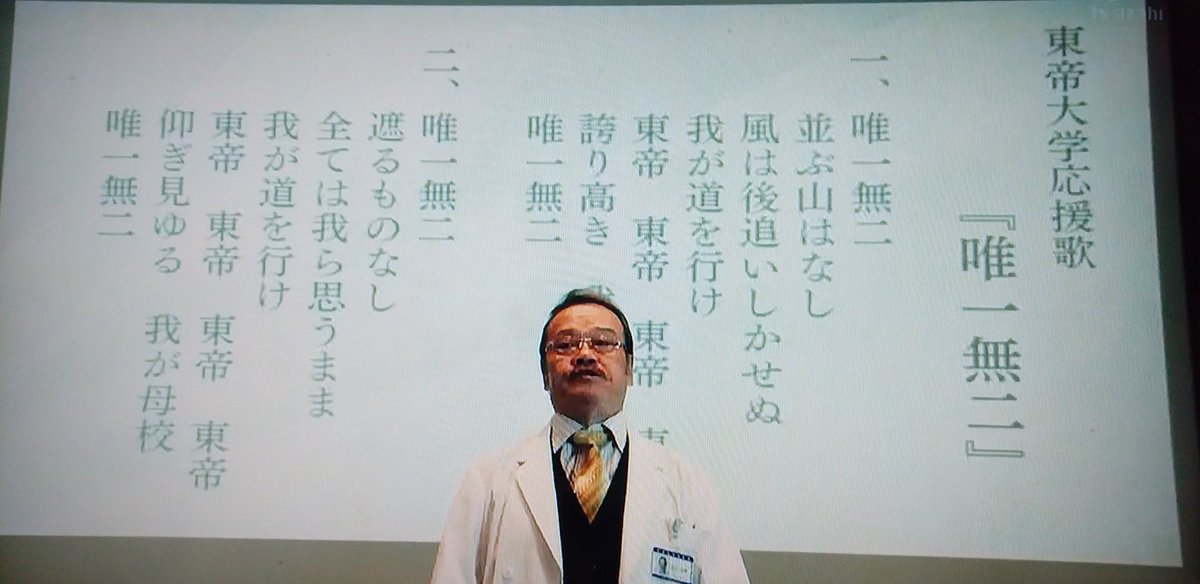 東帝大学応援歌
『唯一無二』
一、 唯一無二
並ぶ山はなし
風は後追いしかせぬ
我が道を行け
東帝 東帝 東帝
誇り高き
唯一無二
二、 唯一無二
遮るものなし
全ては我ら思うまま
我が道を行け
東帝 東帝 東帝 東帝
仰ぎ見ゆる 我が母校
唯一無二
tv asahi